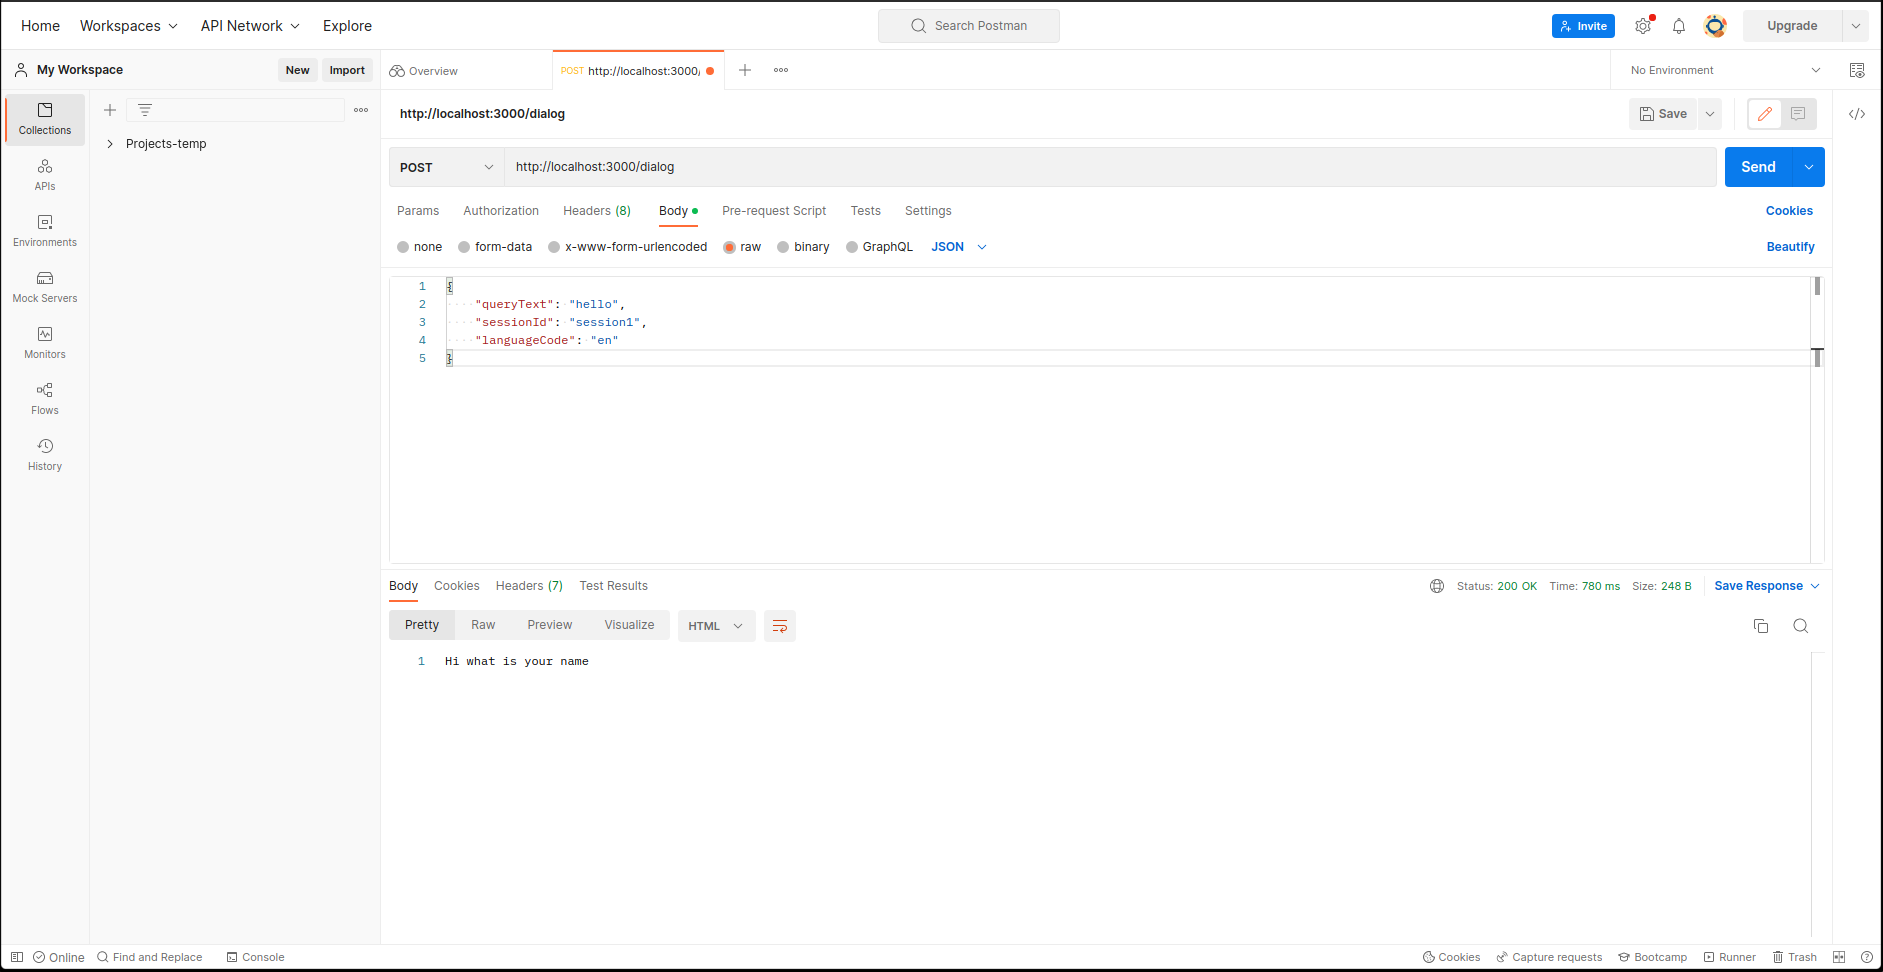 Home Workspaces API Network Explore Search Postman Invite Upgrade
My Workspace New Import Overview POST http://localhost:3000/ No Environment
Collections
APIs
Environments
Mock Servers
Monitors
Flows
History
Projects-temp
http://localhost:3000/dialog Save
POST http://localhost:3000/dialog Send
Params Authorization Headers (8) Body Pre-request Script Tests Settings Cookies
none form-data x-www-form-urlencoded raw binary GraphQL JSON Beautify
1 {
2 "queryText": "hello",
3 "sessionId": "session1",
4 "languageCode": "en"
5 }
Body Cookies Headers (7) Test Results Status: 200 OK Time: 780 ms Size: 248 B Save Response
Pretty Raw Preview Visualize HTML
1 Hi what is your name
Online Find and Replace Console Cookies Capture requests Bootcamp Runner Trash